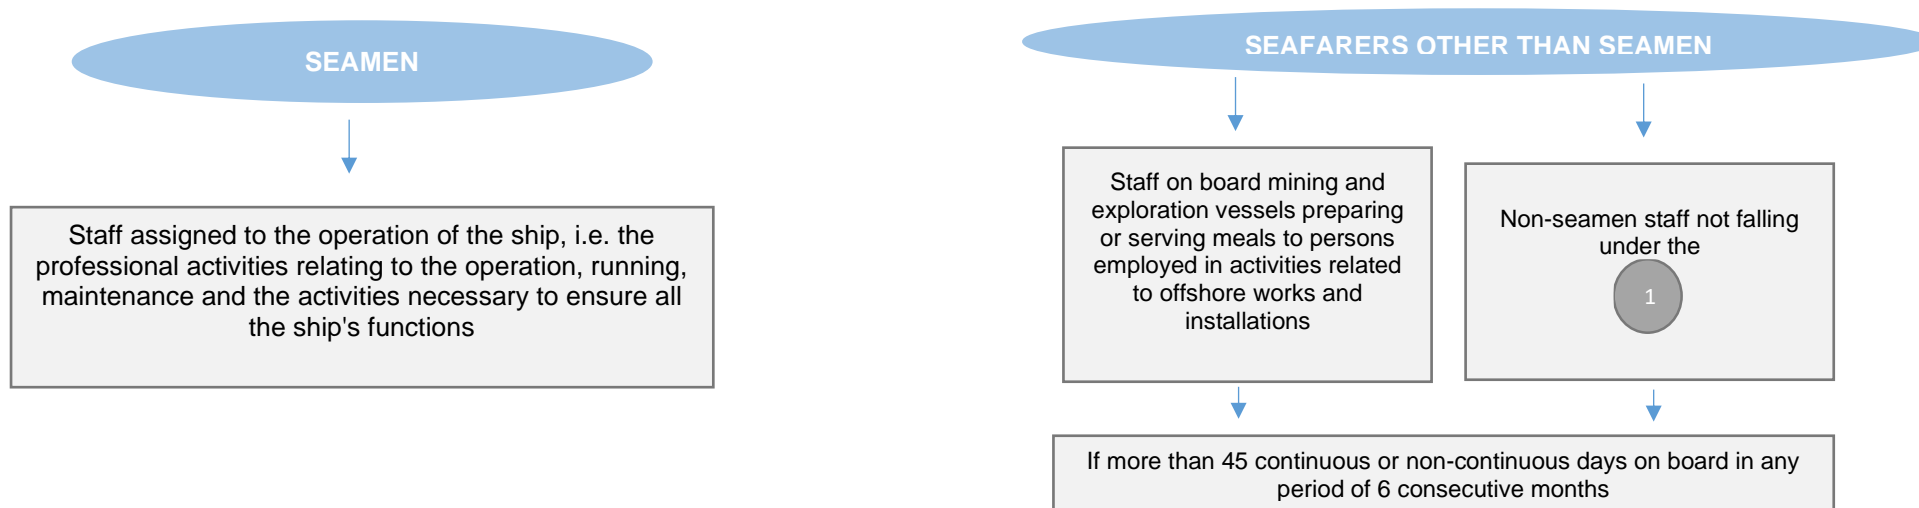 SEAMEN
Staff assigned to the operation of the ship, i.e. the
professional activities relating to the operation, running,
maintenance and the activities necessary to ensure all
the ship's functions
SEAFARERS OTHER THAN SEAMEN
Staff on board mining and
exploration vessels preparing
or serving meals to persons
employed in activities related
to offshore works and
installations
Non-seamen staff not falling
under the
1
If more than 45 continuous or non-continuous days on board in any
period of 6 consecutive months